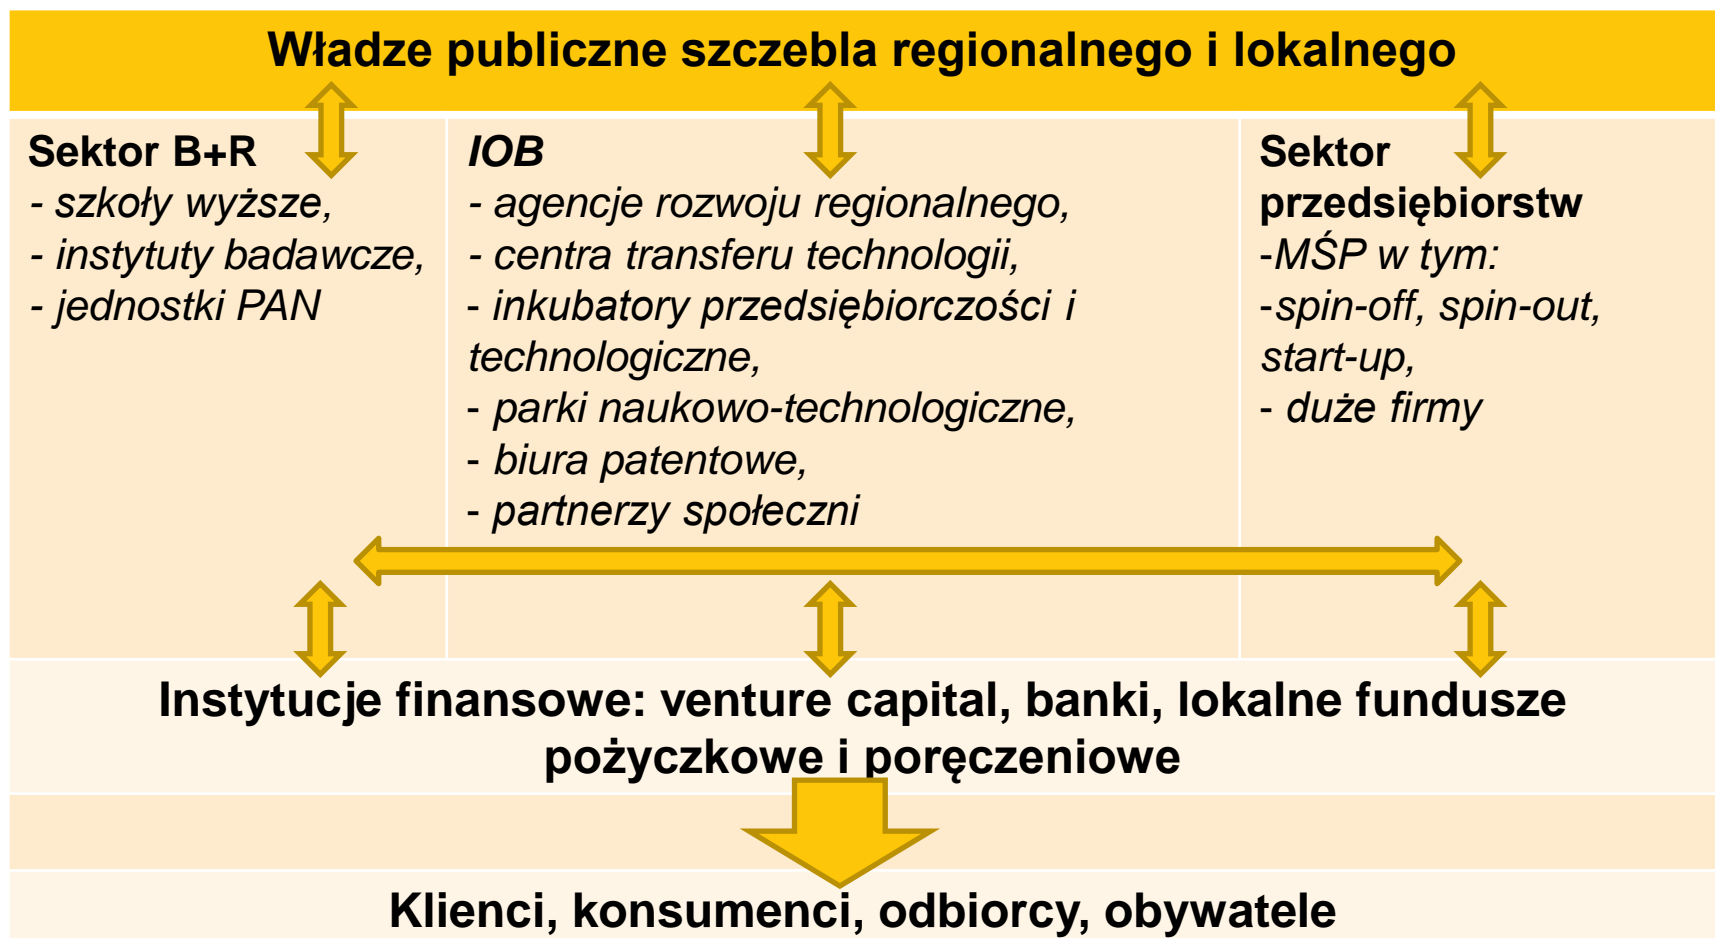 Władze publiczne szczebla regionalnego i lokalnego
Sektor B+R
- szkoły wyższe,
- instytuty badawcze,
- jednostki PAN
IOB
- agencje rozwoju regionalnego,
- centra transferu technologii,
- inkubatory przedsiębiorczości i
technologiczne,
- parki naukowo-technologiczne,
- biura patentowe,
- partnerzy społeczni
Sektor
przedsiębiorstw
-MŚP w tym:
-spin-off, spin-out,
start-up,
- duże firmy
Instytucje finansowe: venture capital, banki, lokalne fundusze
pożyczkowe i poręczeniowe
Klienci, konsumenci, odbiorcy, obywatele